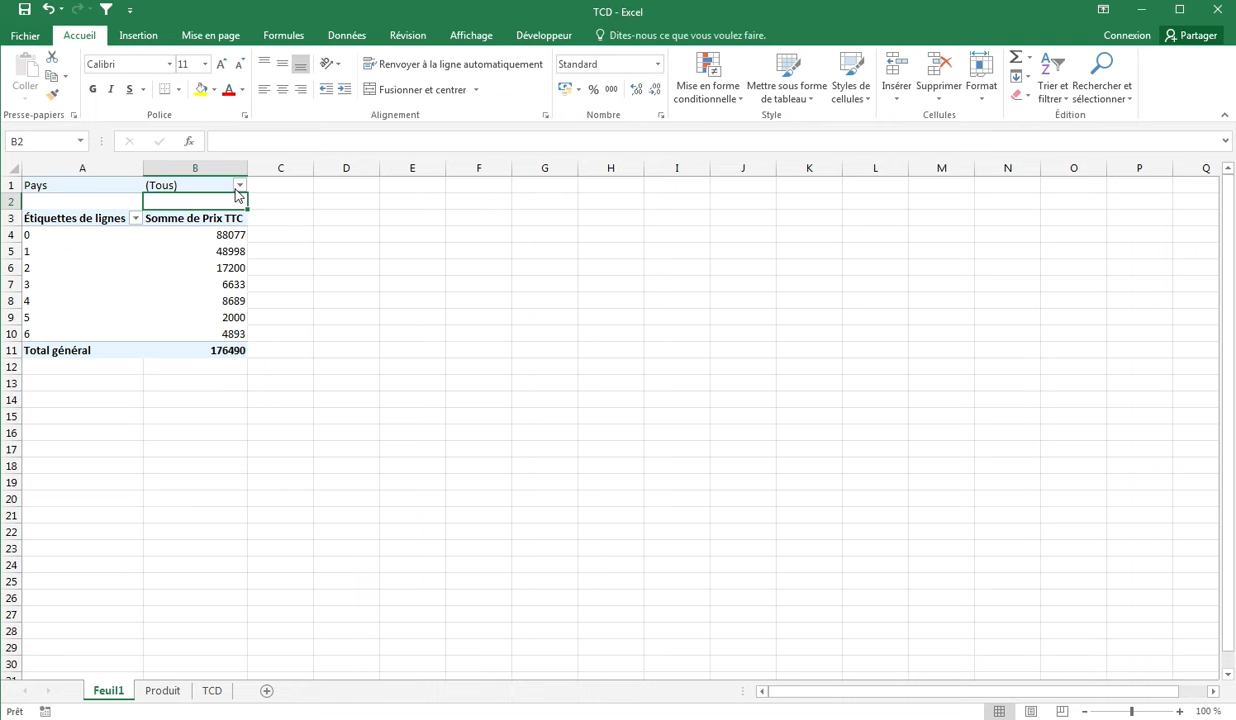 TCD - Excel
Fichier Accueil Insertion Mise en page Formules Données Révision Affichage Développeur Dites-nous ce que vous voulez faire. Connexion Partager
Coller Calibri 11 Renvoyer à la ligne automatiquement Standard Mise en forme conditionnelle Mettre sous forme de tableau Styles de cellules Insérer Supprimer Format Trier et filtrer Rechercher et sélectionner
G I S A Fusionner et centrer % 000
Presse-papiers Police Alignement Nombre Style Cellules Édition
B2 fx
A B C D E F G H I J K L M N O P Q
1 Pays (Tous)
2
3 Étiquettes de lignes Somme de Prix TTC
4 0 88077
5 1 48998
6 2 17200
7 3 6633
8 4 8689
9 5 2000
10 6 4893
11 Total général 176490
12
13
14
15
16
17
18
19
20
21
22
23
24
25
26
27
28
29
30
Feuil1 Produit TCD
Prêt 100 %